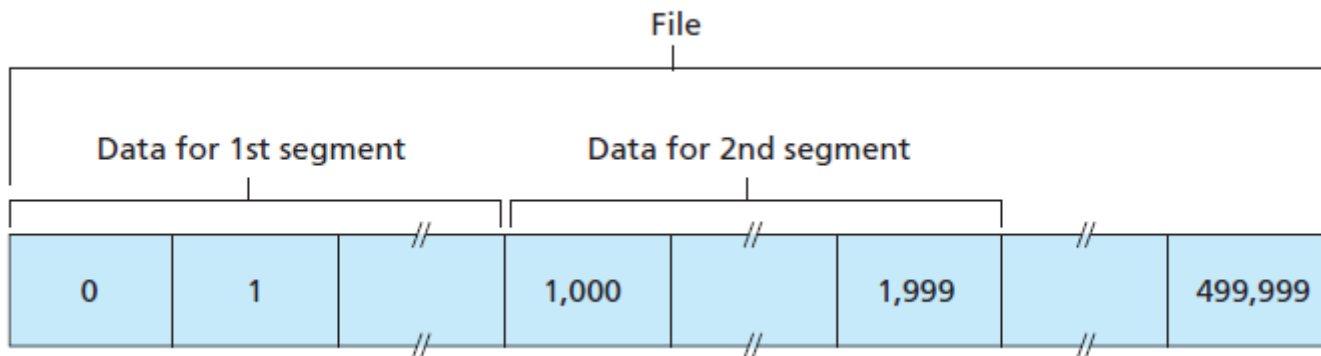 File
Data for 1st segment Data for 2nd segment
0 1 1,000 1,999 499,999